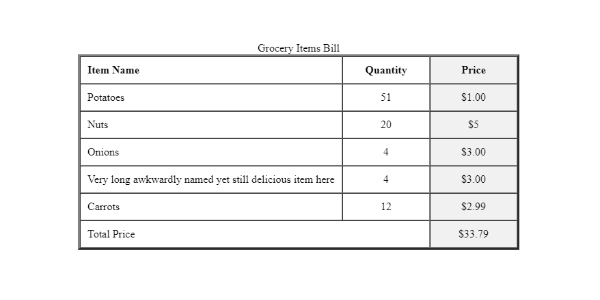 Grocery Items Bill
Item Name Quantity Price
Potatoes 51 $1.00
Nuts 20 $5
Onions 4 $3.00
Very long awkwardly named yet still delicious item here 4 $3.00
Carrots 12 $2.99
Total Price $33.79